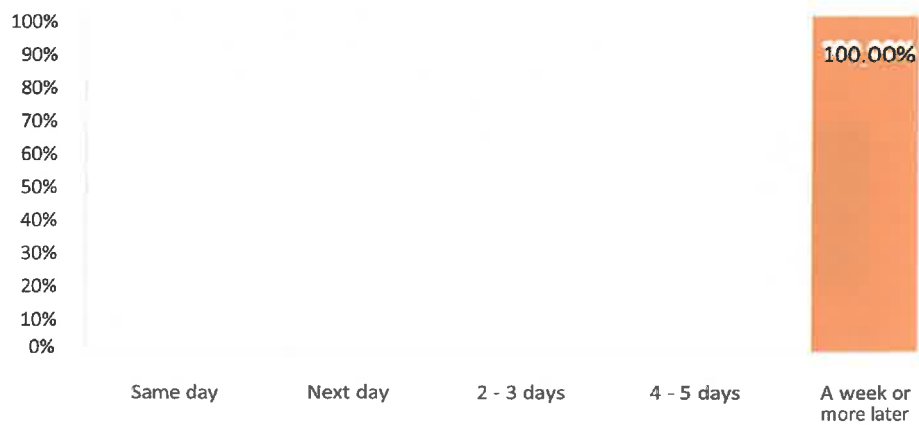 100%
90%
80%
70%
60%
50%
40%
30%
20%
10%
0%
100.00%
Same day
Next day
2 - 3 days
4 - 5 days
A week or
more later